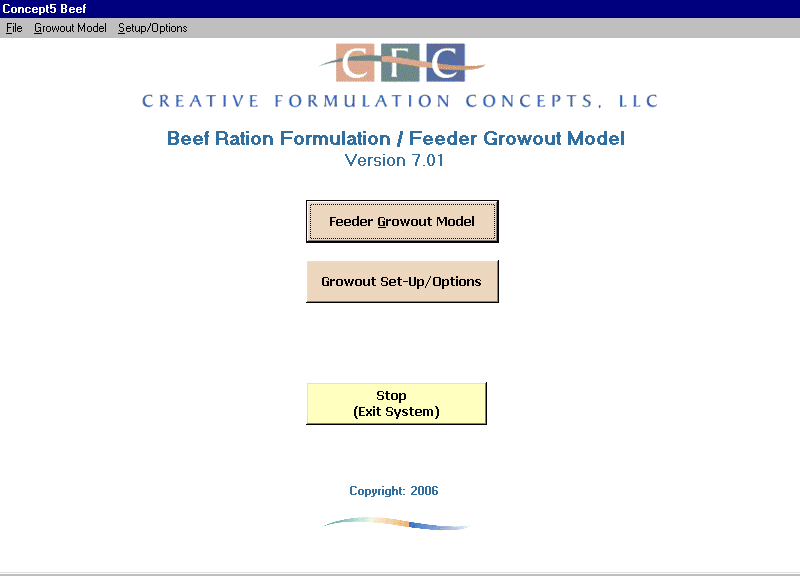 Concept5 Beef
File Growout Model Setup/Options
CFC
CREATIVE FORMULATION CONCEPTS, LLC
Beef Ration Formulation / Feeder Growout Model
Version 7.01
Feeder Growout Model
Growout Set-Up/Options
Stop
(Exit System)
Copyright: 2006